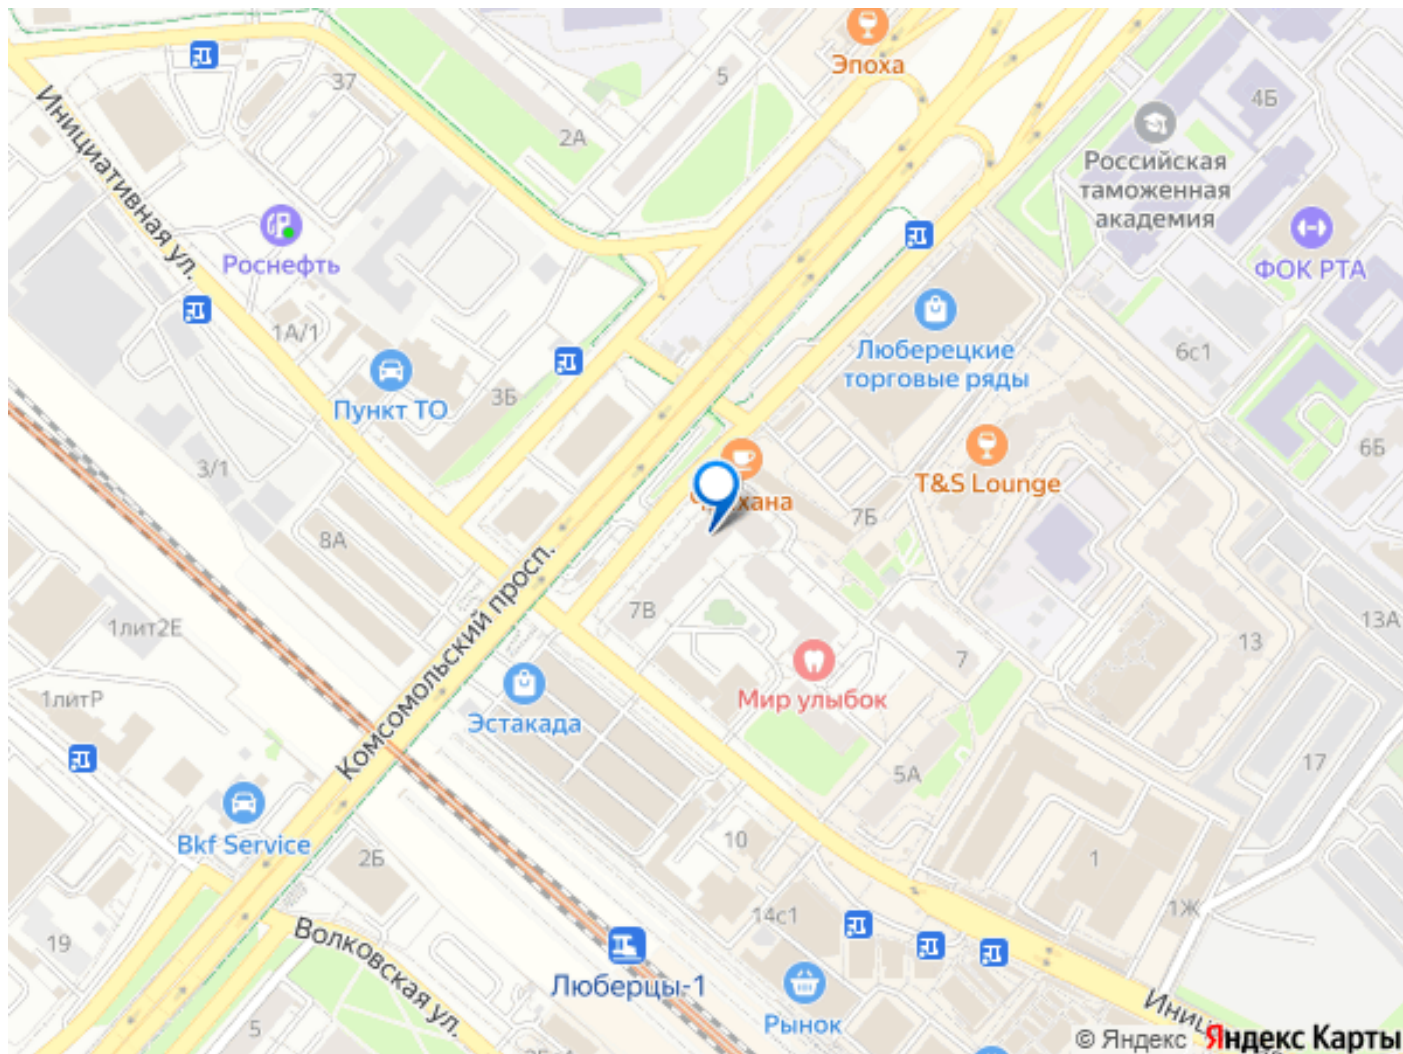 Эпоха
5
37
2А
4Б
Российская
таможенная
академия
Инициативная ул.
Роснефть
ФОК РТА
1А/1
Люберецкие
торговые ряды
6с1
Пункт ТО
3Б
6Б
3/1
T&S Lounge
хана
7Б
8А
Комсомольский просп.
7В
1лит2Е
13А
13
7
1литР
Мир улыбок
Эстакада
17
5А
Bkf Service
2Б
10
1
14с1
1Ж
19
Волковская ул.
Люберцы-1
Рынок
5
© Яндекс Яндекс Карты